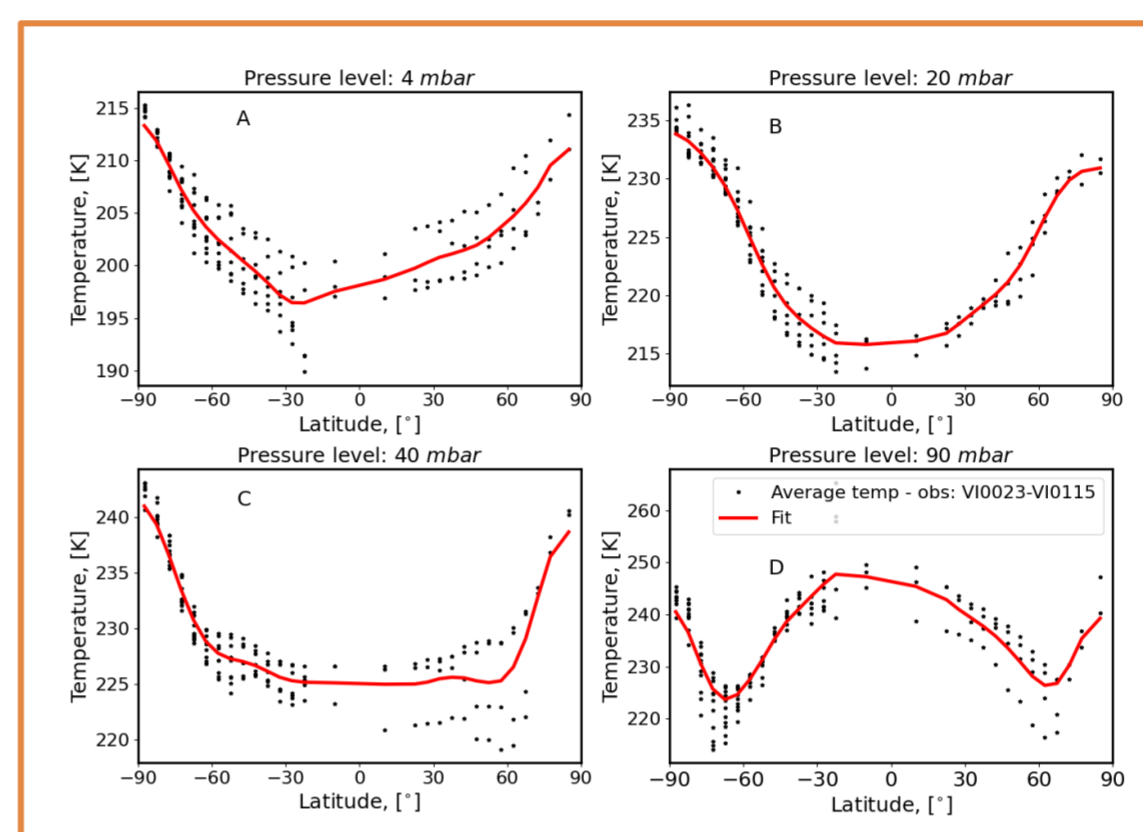 Pressure level: 4 mbar
A
Temperature, [K]
215
210
205
200
195
190
−90 −60 −30 0 30 60 90
Latitude, [°]
Pressure level: 20 mbar
B
Temperature, [K]
235
230
225
220
215
−90 −60 −30 0 30 60 90
Latitude, [°]
Pressure level: 40 mbar
C
Temperature, [K]
240
235
230
225
220
−90 −60 −30 0 30 60 90
Latitude, [°]
Pressure level: 90 mbar
Average temp - obs: VI0023-VI0115
Fit
D
Temperature, [K]
260
250
240
230
220
−90 −60 −30 0 30 60 90
Latitude, [°]